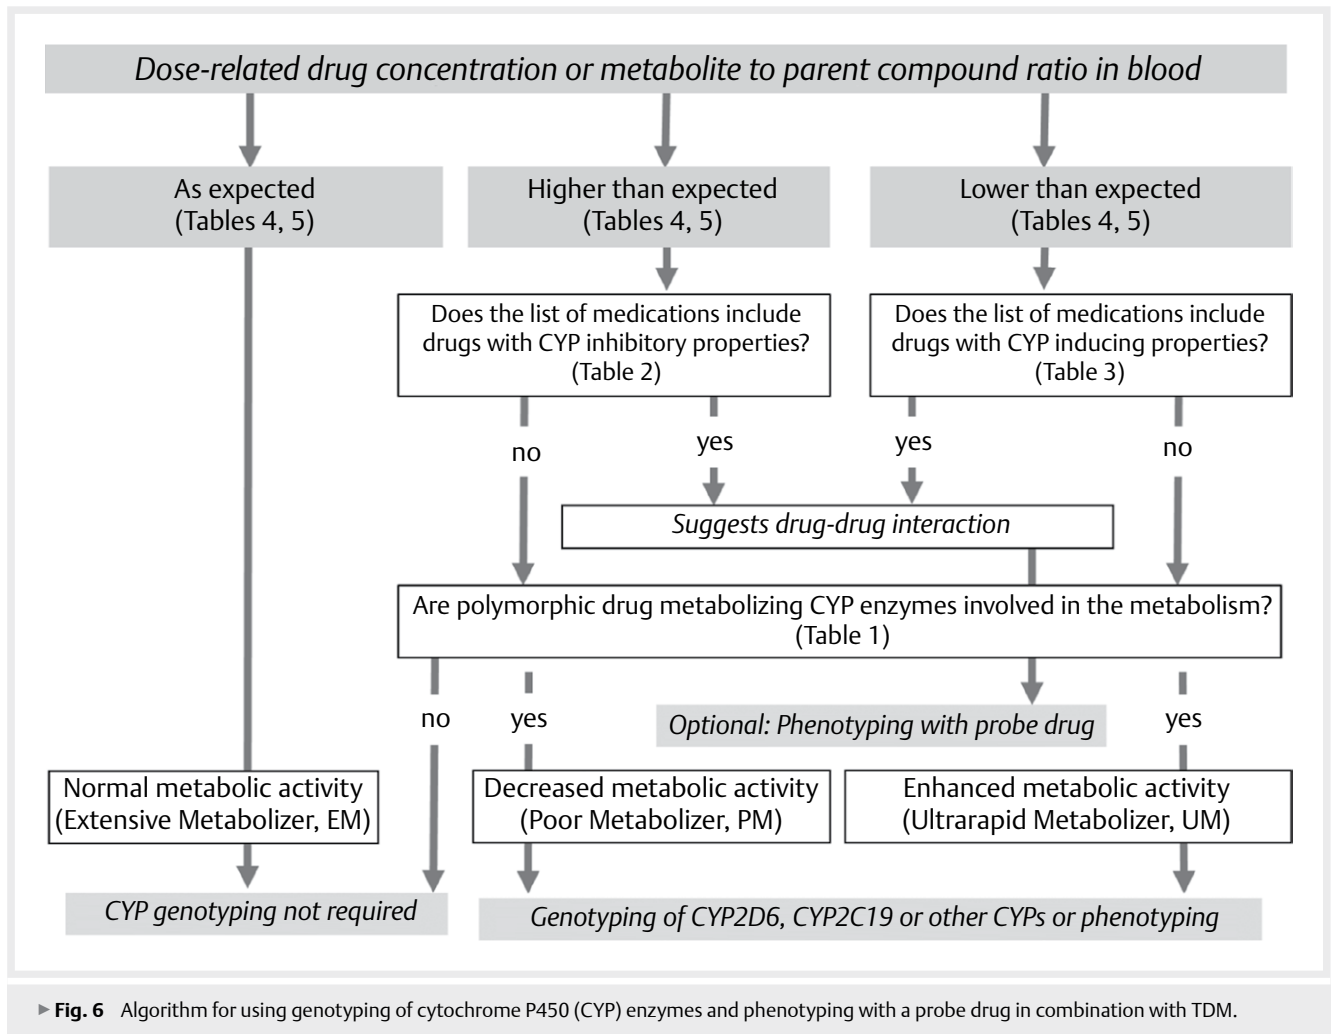 Dose-related drug concentration or metabolite to parent compound ratio in blood
As expected
(Tables 4, 5)
Higher than expected
(Tables 4, 5)
Lower than expected
(Tables 4, 5)
Does the list of medications include
drugs with CYP inhibitory properties?
(Table 2)
Does the list of medications include
drugs with CYP inducing properties?
(Table 3)
no
yes
yes
no
Suggests drug-drug interaction
Are polymorphic drug metabolizing CYP enzymes involved in the metabolism?
(Table 1)
no
yes
Optional: Phenotyping with probe drug
yes
Normal metabolic activity
(Extensive Metabolizer, EM)
Decreased metabolic activity
(Poor Metabolizer, PM)
Enhanced metabolic activity
(Ultrarapid Metabolizer, UM)
CYP genotyping not required
Genotyping of CYP2D6, CYP2C19 or other CYPs or phenotyping
▶ Fig. 6 Algorithm for using genotyping of cytochrome P450 (CYP) enzymes and phenotyping with a probe drug in combination with TDM.